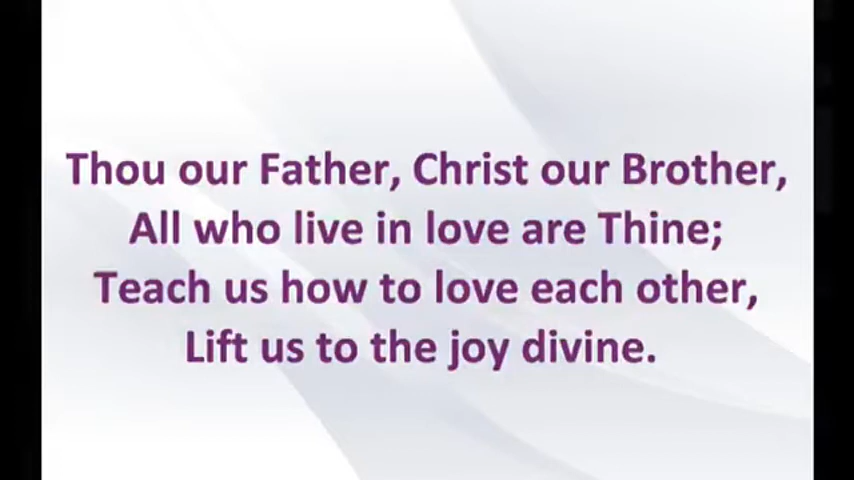 Thou our Father, Christ our Brother,
All who live in love are Thine;
Teach us how to love each other,
Lift us to the joy divine.